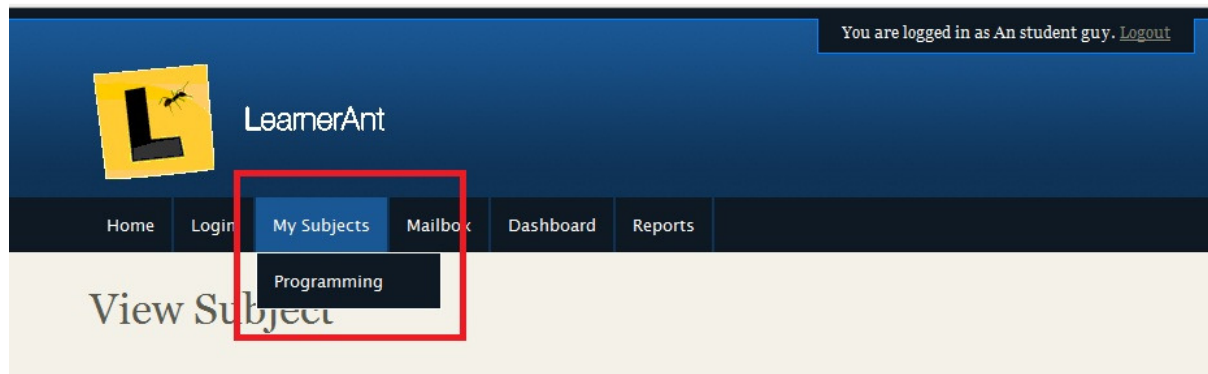 You are logged in as An student guy. Logout
L
LearnerAnt
Home Login My Subjects Mailbox Dashboard Reports
Programming
View Subject